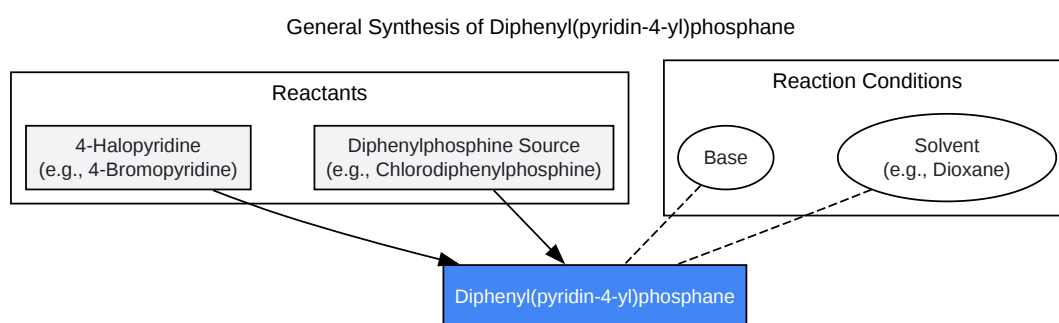 General Synthesis of Diphenyl(pyridin-4-yl)phosphane
Reactants
4-Halopyridine
(e.g., 4-Bromopyridine)
Diphenylphosphine Source
(e.g., Chlorodiphenylphosphine)
Reaction Conditions
Base
Solvent
(e.g., Dioxane)
Diphenyl(pyridin-4-yl)phosphane